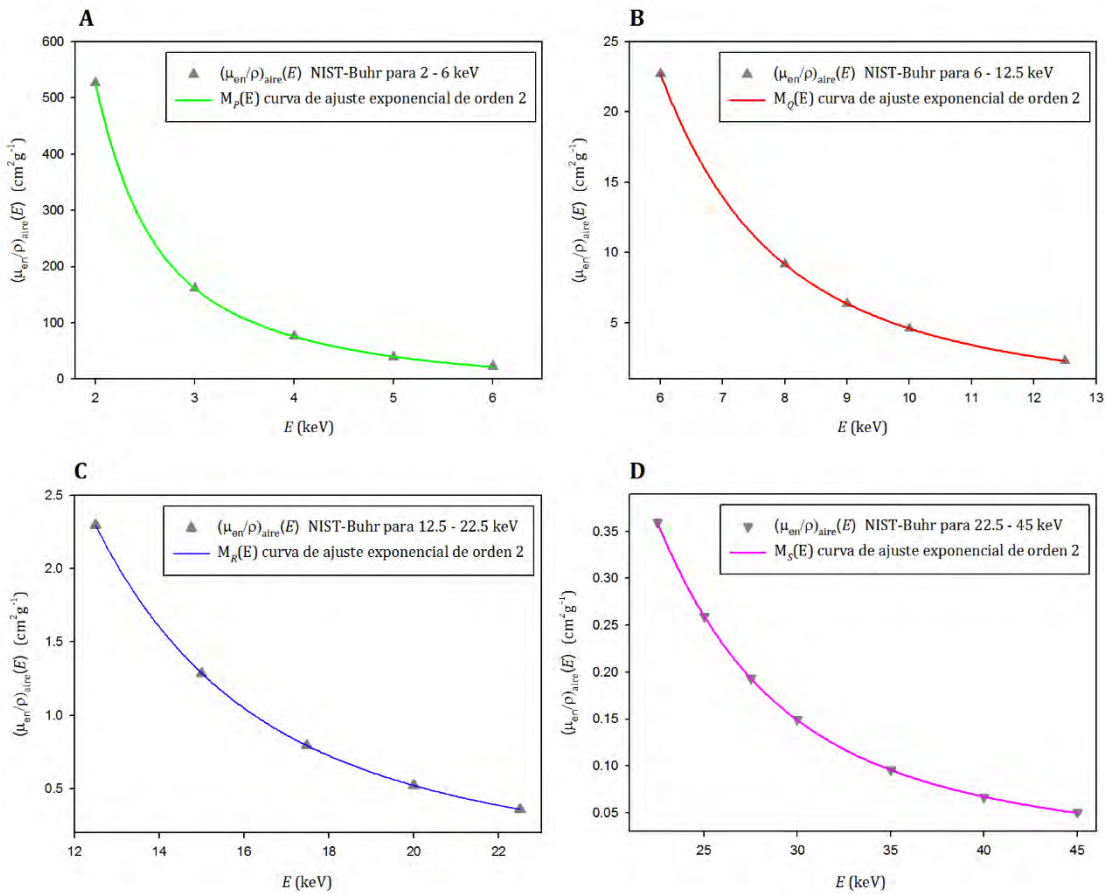 A
(μen/ρ)aire(E) NIST-Buhr para 2 - 6 keV
MP(E) curva de ajuste exponencial de orden 2
(μen/ρ)aire(E) (cm²g⁻¹)
600
500
400
300
200
100
0
2 3 4 5 6
E (keV)
B
(μen/ρ)aire(E) NIST-Buhr para 6 - 12.5 keV
MQ(E) curva de ajuste exponencial de orden 2
(μen/ρ)aire(E) (cm²g⁻¹)
25
20
15
10
5
6 7 8 9 10 11 12 13
E (keV)
C
(μen/ρ)aire(E) NIST-Buhr para 12.5 - 22.5 keV
MR(E) curva de ajuste exponencial de orden 2
(μen/ρ)aire(E) (cm²g⁻¹)
2.5
2.0
1.5
1.0
0.5
12 14 16 18 20 22
E (keV)
D
(μen/ρ)aire(E) NIST-Buhr para 22.5 - 45 keV
MS(E) curva de ajuste exponencial de orden 2
(μen/ρ)aire(E) (cm²g⁻¹)
0.35
0.30
0.25
0.20
0.15
0.10
0.05
25 30 35 40 45
E (keV)